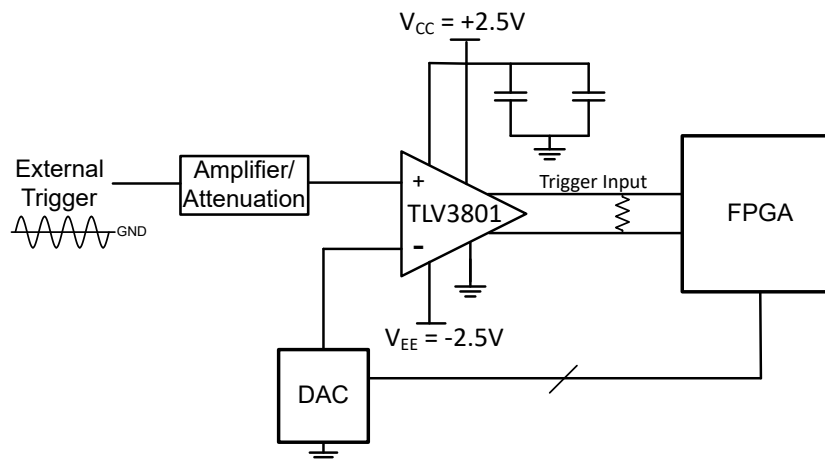 V_CC = +2.5V
External
Trigger
GND
Amplifier/
Attenuation
+
TLV3801
-
Trigger Input
FPGA
V_EE = -2.5V
DAC